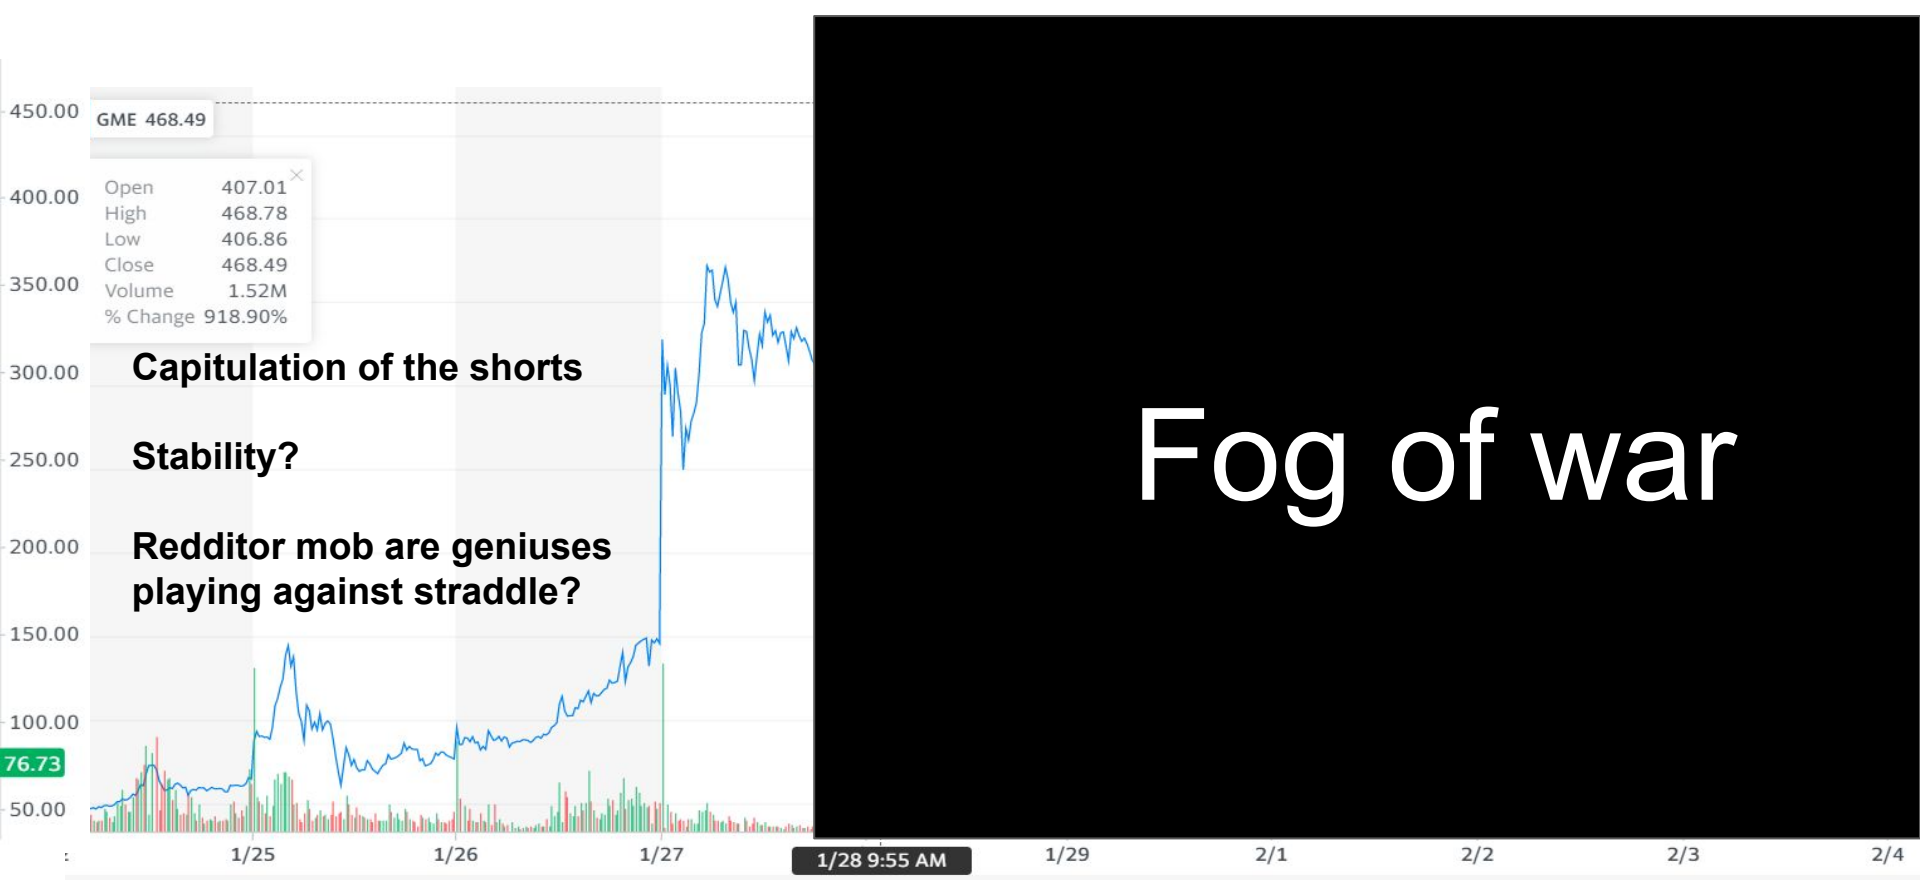 450.00
GME 468.49
Open 407.01
400.00
High 468.78
Low 406.86
Close 468.49
350.00
Volume 1.52M
% Change 918.90%
Capitulation of the shorts
300.00
Stability?
250.00
Fog of war
Redditor mob are geniuses
200.00
playing against straddle?
150.00
100.00
76.73
50.00
1/25 1/26 1/27 1/28 9:55 AM 1/29 2/1 2/2 2/3 2/4